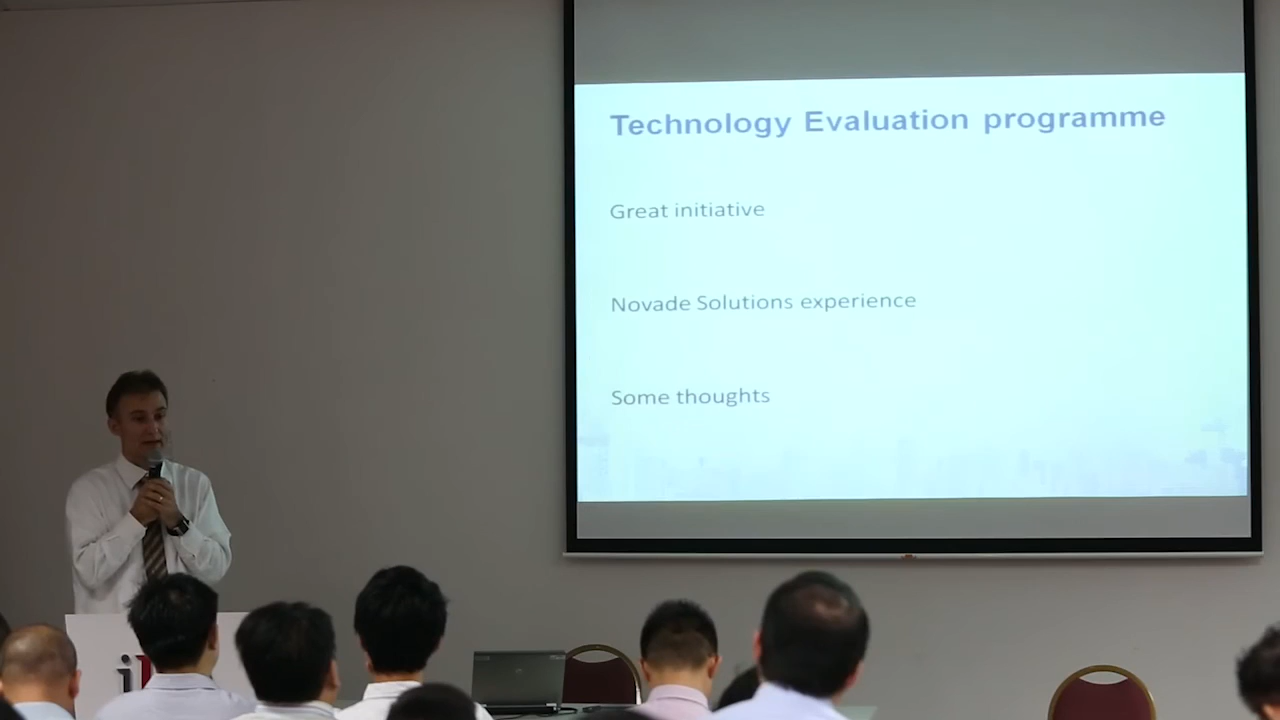 Technology Evaluation programme
Great initiative
Novade Solutions experience
Some thoughts